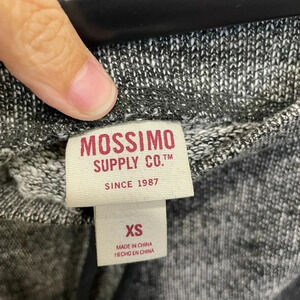 MOSSIMO
SUPPLY CO.™
SINCE 1987
XS
MADE IN CHINA
HECHO EN CHINA